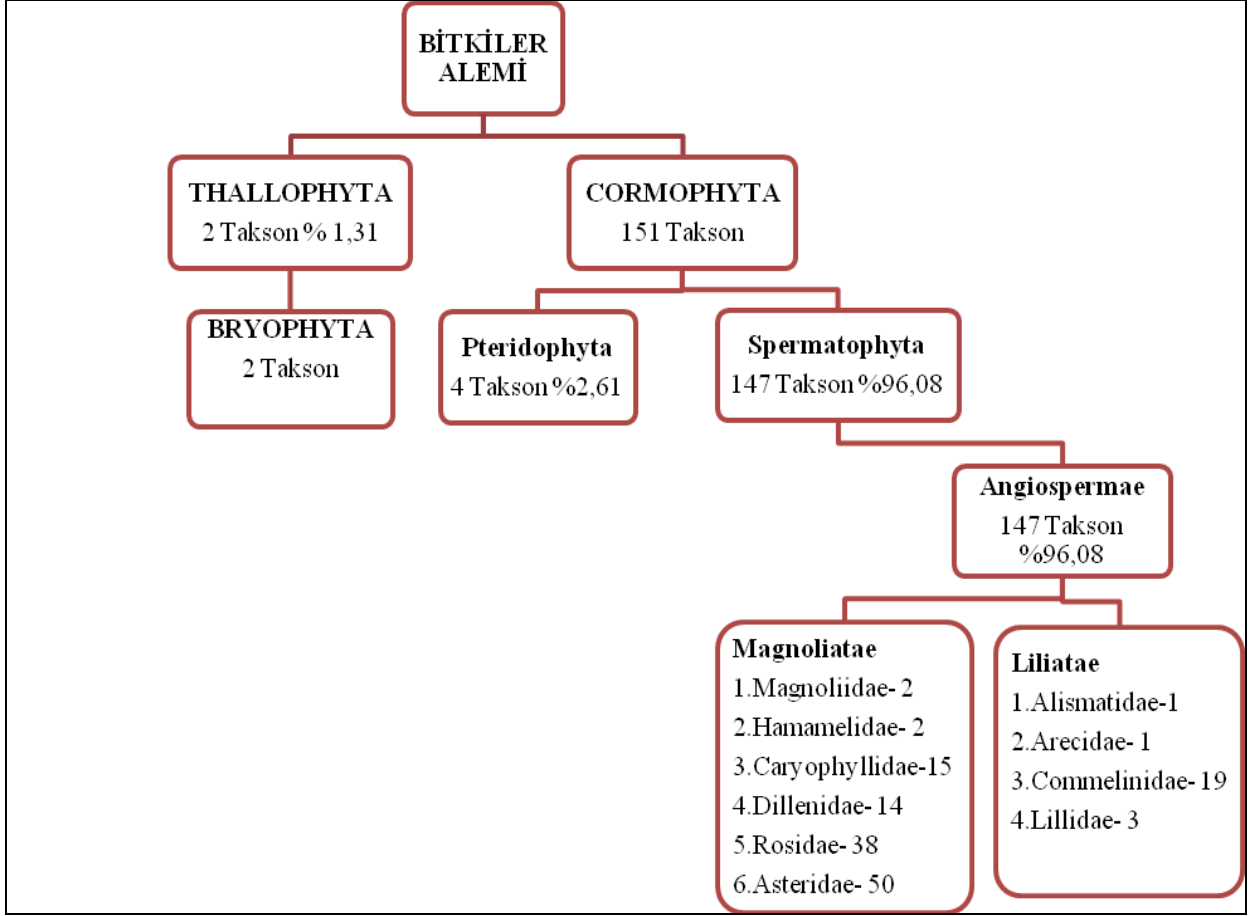 BİTKİLER
ALEMİ
THALLOPHYTA
2 Takson % 1,31
CORMOPHYTA
151 Takson
BRYOPHYTA
2 Takson
Pteridophyta
4 Takson %2,61
Spermatophyta
147 Takson %96,08
Angiospermae
147 Takson
%96,08
Magnoliatae
1.Magnoliidae- 2
2.Hamamelidae- 2
3.Caryophyllidae-15
4.Dillenidae- 14
5.Rosidae- 38
6.Asteridae- 50
Liliatae
1.Alismatidae-1
2.Arecidae- 1
3.Commelinidae- 19
4.Lillidae- 3